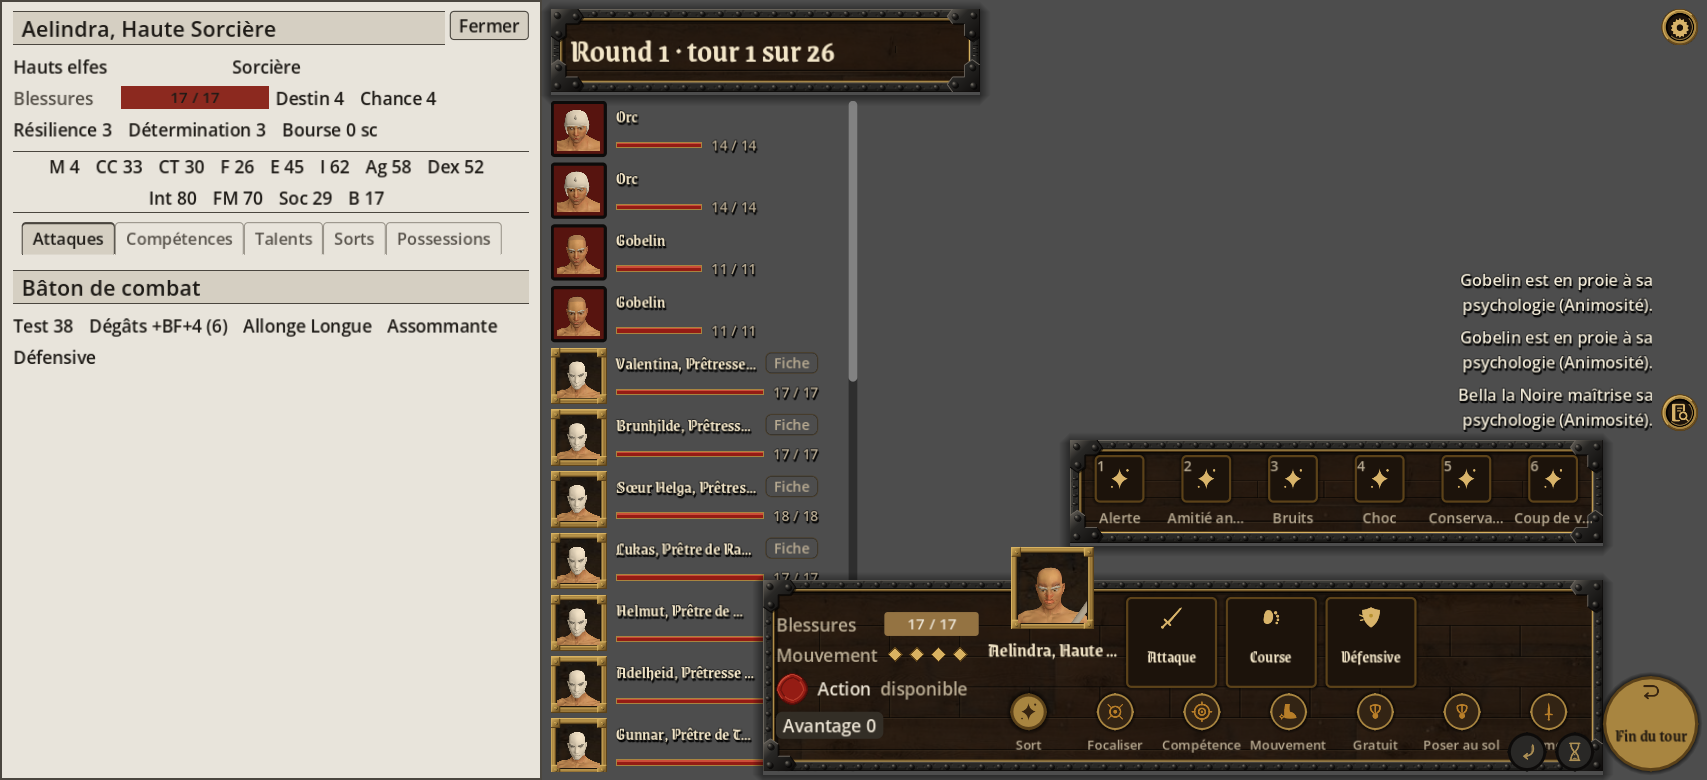 Aelindra, Haute Sorcière
Fermer
Hauts elfes Sorcière
Blessures 17 / 17 Destin 4 Chance 4
Résilience 3 Détermination 3 Bourse 0 sc
M 4 CC 33 CT 30 F 26 E 45 I 62 Ag 58 Dex 52
Int 80 FM 70 Soc 29 B 17
Attaques Compétences Talents Sorts Possessions
Bâton de combat
Test 38 Dégâts +BF+4 (6) Allonge Longue Assommante
Défensive
Round 1 · tour 1 sur 26
Orc
14 / 14
Orc
14 / 14
Gobelin
11 / 11
Gobelin
11 / 11
Valentina, Prêtresse... Fiche
17 / 17
Brunhilde, Prêtress... Fiche
17 / 17
Sœur Helga, Prêtres... Fiche
18 / 18
Lukas, Prêtre de Ra... Fiche
17 / 17
Helmut, Prêtre de ...
Adelheid, Prêtresse ...
Gunnar, Prêtre de T...
Gobelin est en proie à sa
psychologie (Animosité).
Gobelin est en proie à sa
psychologie (Animosité).
Bella la Noire maîtrise sa
psychologie (Animosité).
1 2 3 4 5 6
Alerte Amitié an... Bruits Choc Conserva... Coup de v...
Blessures 17 / 17
Mouvement
Action disponible
Avantage 0
Aelindra, Haute ...
Attaque Course Défensive
Sort Focaliser Compétence Mouvement Gratuit Poser au sol
Fin du tour